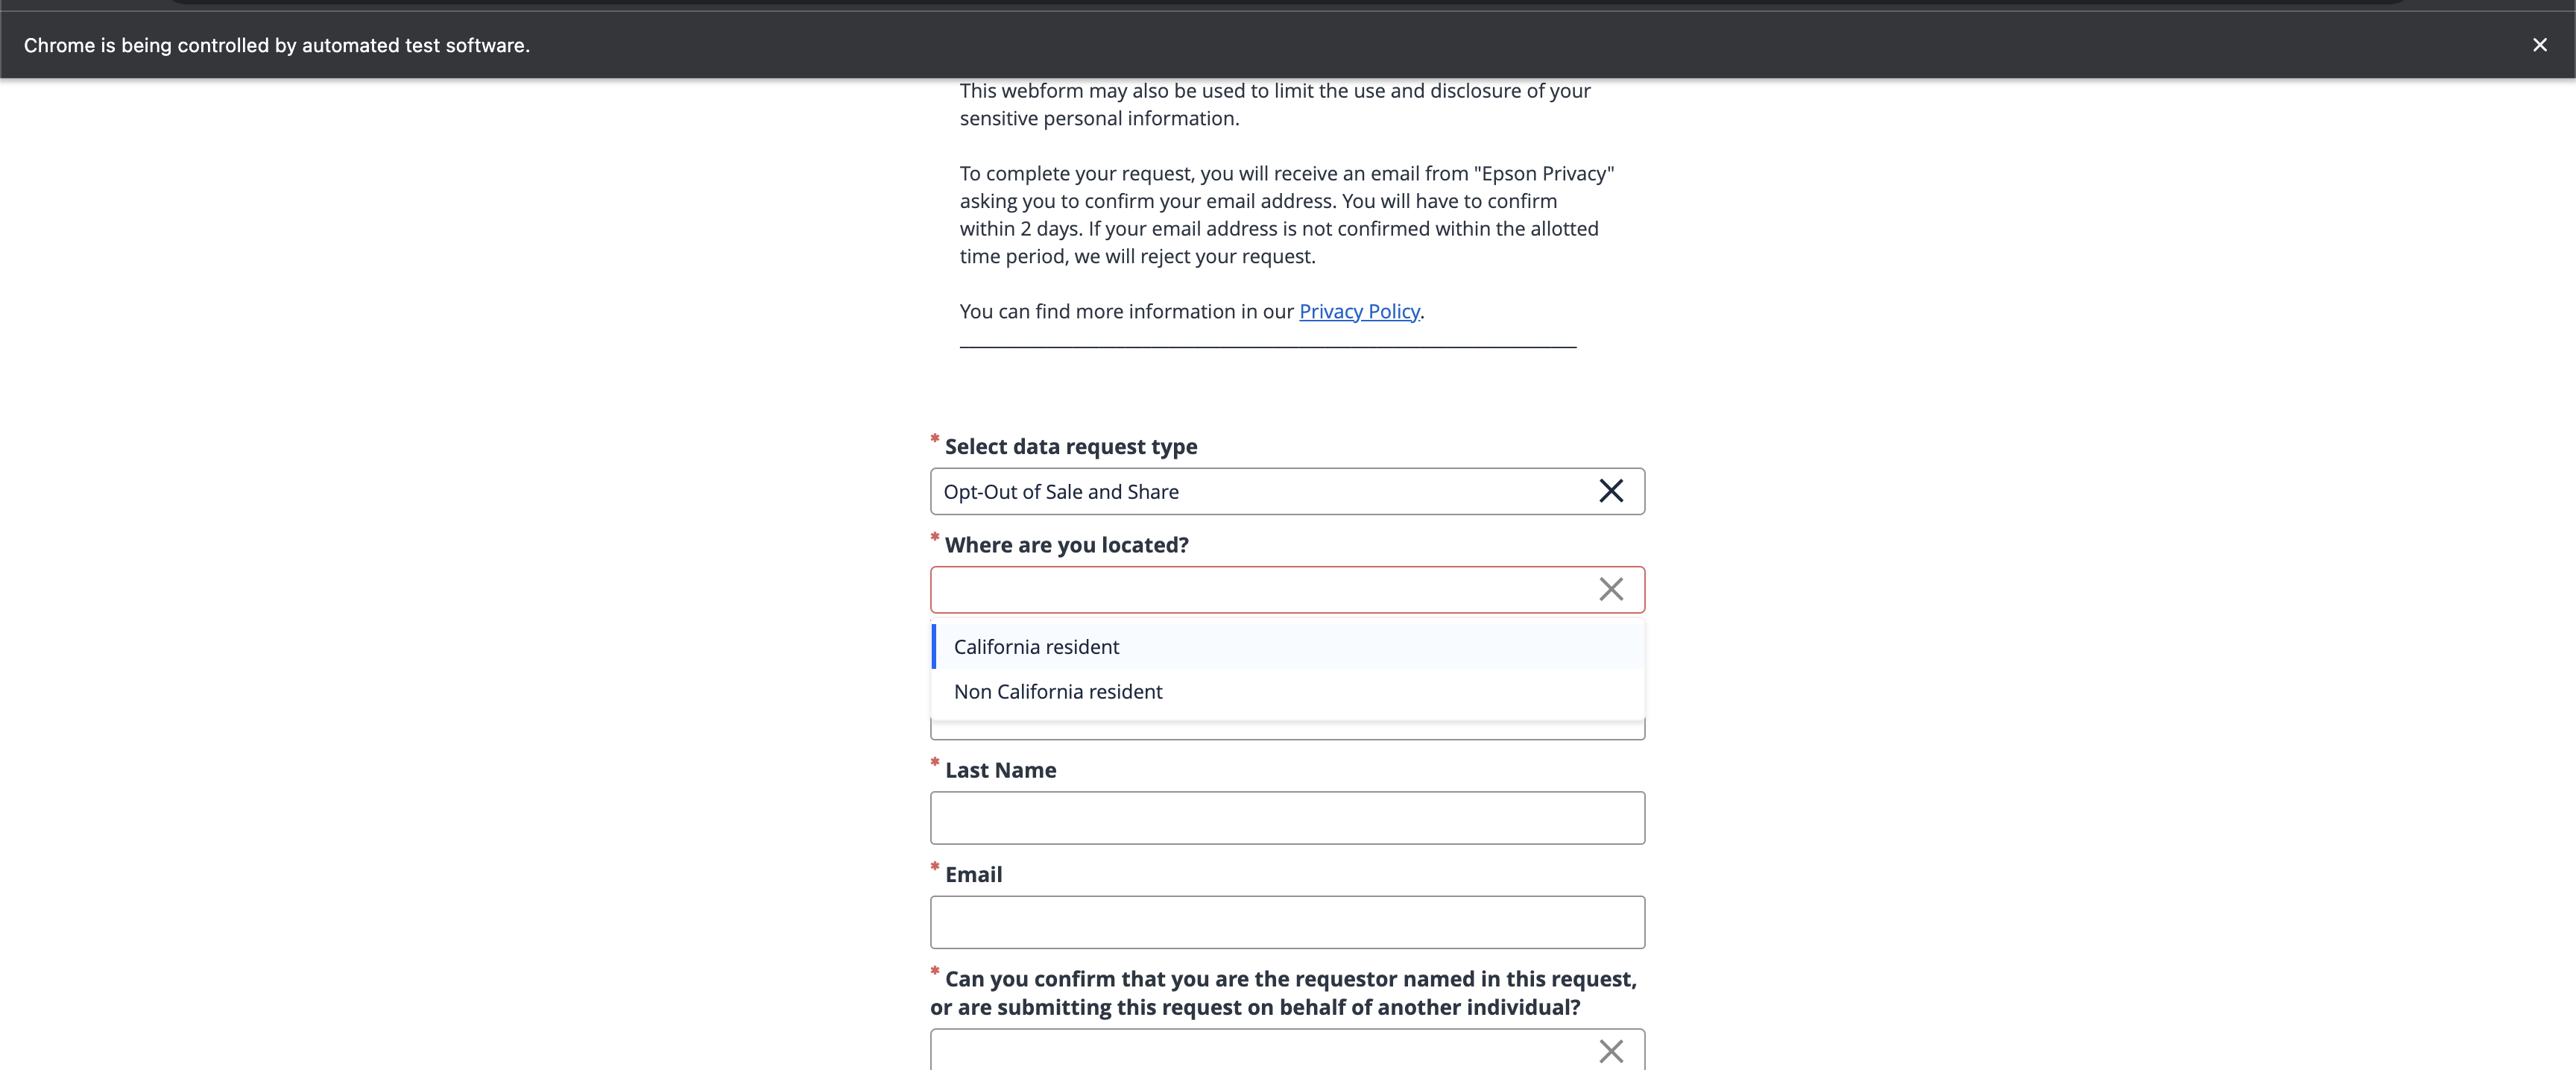 Chrome is being controlled by automated test software.
This webform may also be used to limit the use and disclosure of your
sensitive personal information.
To complete your request, you will receive an email from "Epson Privacy"
asking you to confirm your email address. You will have to confirm
within 2 days. If your email address is not confirmed within the allotted
time period, we will reject your request.
You can find more information in our Privacy Policy.
* Select data request type
Opt-Out of Sale and Share
* Where are you located?
California resident
Non California resident
* Last Name
* Email
* Can you confirm that you are the requestor named in this request,
or are submitting this request on behalf of another individual?